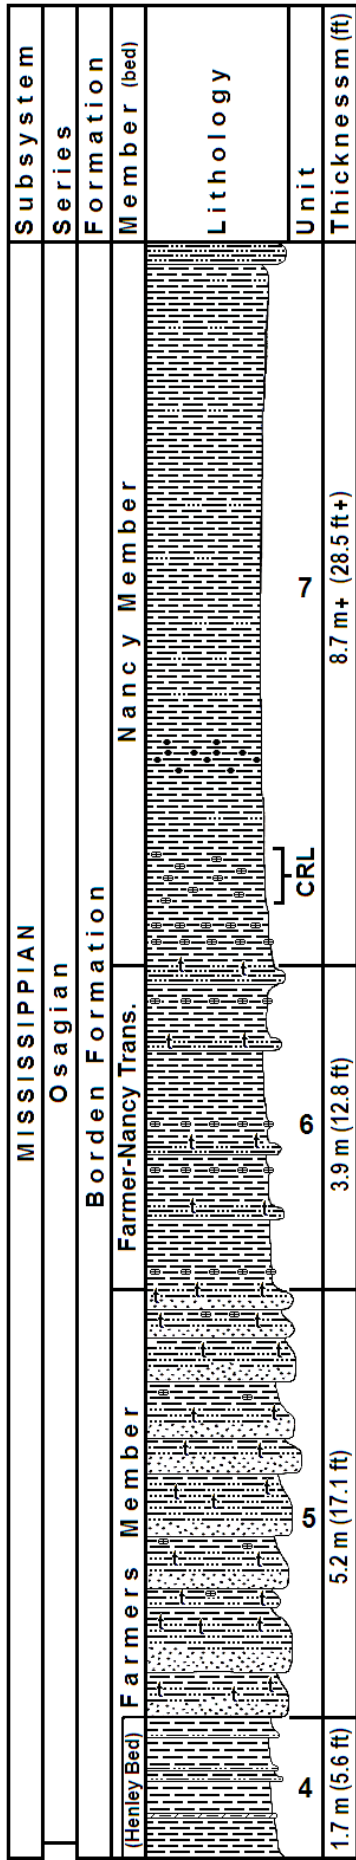 Subsystem
Series
Formation
Member (bed)
Lithology
Unit
Thicknessm (ft)
MISSISSIPPIAN
Osagian
Borden Formation
Nancy Member
7
8.7 m+ (28.5 ft+)
CRL
Farmer-Nancy Trans.
6
3.9 m (12.8 ft)
Farmers Member
5
5.2 m (17.1 ft)
(Henley Bed)
4
1.7 m (5.6 ft)